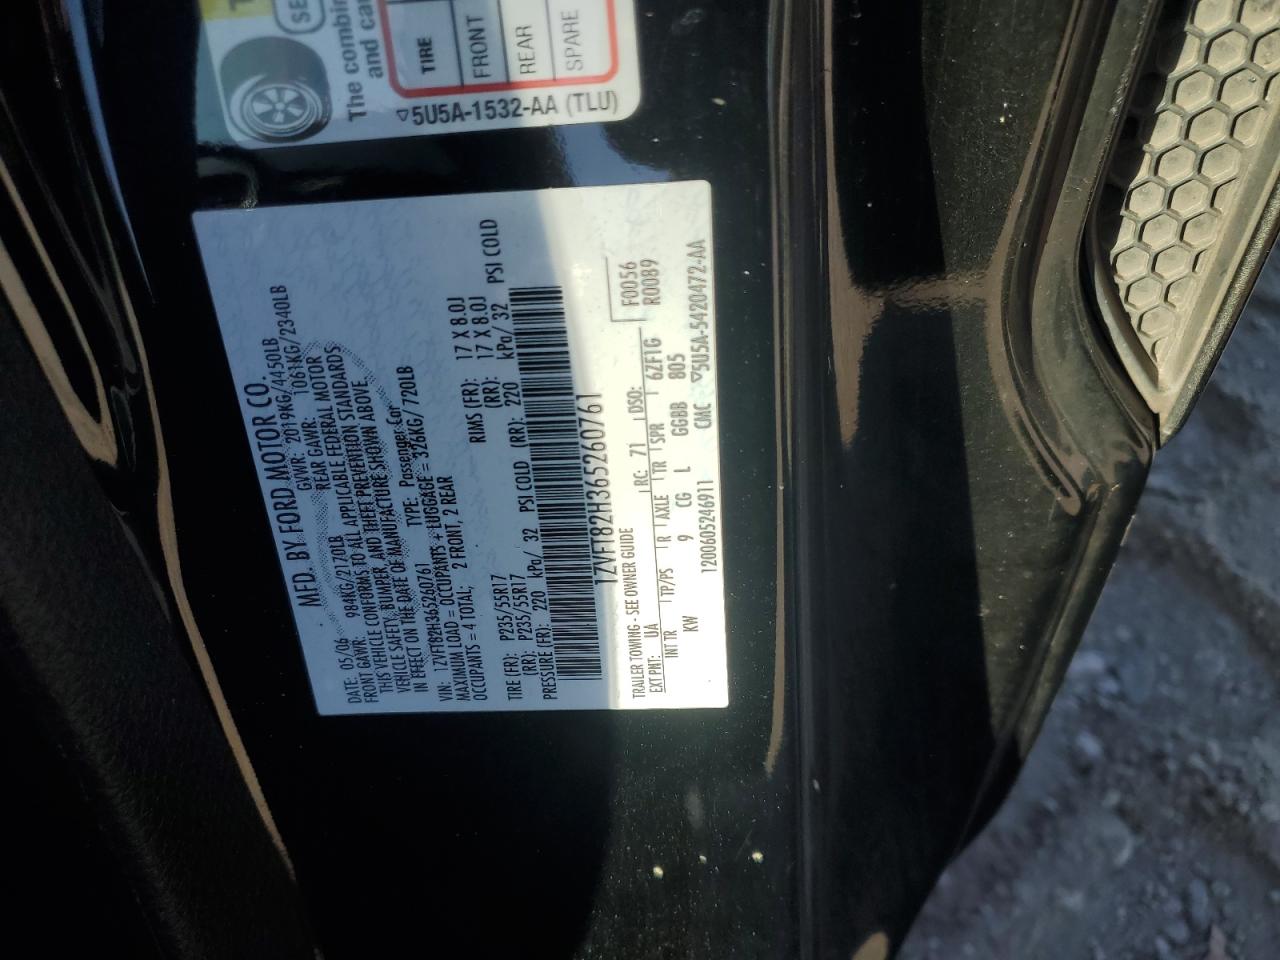 SE
The combin
and car
TIRE
FRONT
REAR
SPARE
▽5U5A-1532-AA (TLU)
MFD. BY FORD MOTOR CO.
DATE: 05/06 GVWR: 2019KG/4450LB
FRONT GAWR: 984KG/2170LB REAR GAWR: 1061KG/2340LB
THIS VEHICLE CONFORMS TO ALL APPLICABLE FEDERAL MOTOR
VEHICLE SAFETY, BUMPER, AND THEFT PREVENTION STANDARDS
IN EFFECT ON THE DATE OF MANUFACTURE SHOWN ABOVE.
VIN: 1ZVFT82H365260761 TYPE: Passenger Car
MAXIMUM LOAD = OCCUPANTS + LUGGAGE = 326KG/720LB
OCCUPANTS = 4 TOTAL; 2 FRONT, 2 REAR
TIRE (FR): P235/55R17 RIMS (FR): 17 X 8.0J
(RR): P235/55R17 (RR): 17 X 8.0J
PRESSURE (FR): 220 kPa/ 32 PSI COLD (RR): 220 kPa/ 32 PSI COLD
1ZVFT82H365260761
TRAILER TOWING - SEE OWNER GUIDE F0056
EXT PNT: UA RC: 71 DSO: R0089
INT TR TP/PS R AXLE TR SPR 6ZF1G
KW 9 CG L GGBB 805
1200605246911 CMC ▽5U5A-5420472-AA